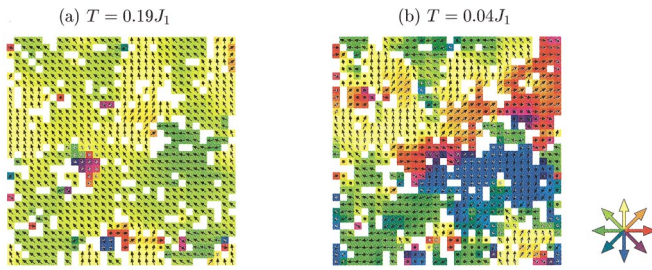 (a) T = 0.19J₁
(b) T = 0.04J₁